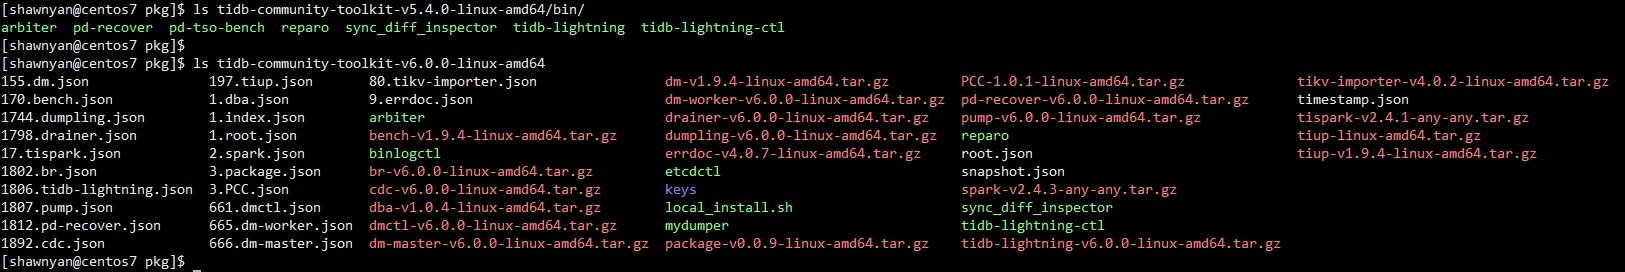 [shawnyan@centos7 pkg]$ ls tidb-community-toolkit-v5.4.0-linux-amd64/bin/
arbiter  pd-recover  pd-tso-bench  reparo  sync_diff_inspector  tidb-lightning  tidb-lightning-ctl
[shawnyan@centos7 pkg]$
[shawnyan@centos7 pkg]$ ls tidb-community-toolkit-v6.0.0-linux-amd64
155.dm.json  197.tiup.json  80.tikv-importer.json  dm-v1.9.4-linux-amd64.tar.gz  PCC-1.0.1-linux-amd64.tar.gz  tikv-importer-v4.0.2-linux-amd64.tar.gz
170.bench.json  1.dba.json  9.errdoc.json  dm-worker-v6.0.0-linux-amd64.tar.gz  pd-recover-v6.0.0-linux-amd64.tar.gz  timestamp.json
1744.dumpling.json  1.index.json  arbiter  drainer-v6.0.0-linux-amd64.tar.gz  pump-v6.0.0-linux-amd64.tar.gz  tispark-v2.4.1-any-any.tar.gz
1798.drainer.json  1.root.json  bench-v1.9.4-linux-amd64.tar.gz  dumpling-v6.0.0-linux-amd64.tar.gz  reparo  tiup-linux-amd64.tar.gz
17.tispark.json  2.spark.json  binlogctl  errdoc-v4.0.7-linux-amd64.tar.gz  root.json  tiup-v1.9.4-linux-amd64.tar.gz
1802.br.json  3.package.json  br-v6.0.0-linux-amd64.tar.gz  etcdctl  snapshot.json
1806.tidb-lightning.json  3.PCC.json  cdc-v6.0.0-linux-amd64.tar.gz  keys  spark-v2.4.3-any-any.tar.gz
1807.pump.json  661.dmctl.json  dba-v1.0.4-linux-amd64.tar.gz  local_install.sh  sync_diff_inspector
1812.pd-recover.json  665.dm-worker.json  dmctl-v6.0.0-linux-amd64.tar.gz  mydumper  tidb-lightning-ctl
1892.cdc.json  666.dm-master.json  dm-master-v6.0.0-linux-amd64.tar.gz  package-v0.0.9-linux-amd64.tar.gz  tidb-lightning-v6.0.0-linux-amd64.tar.gz
[shawnyan@centos7 pkg]$